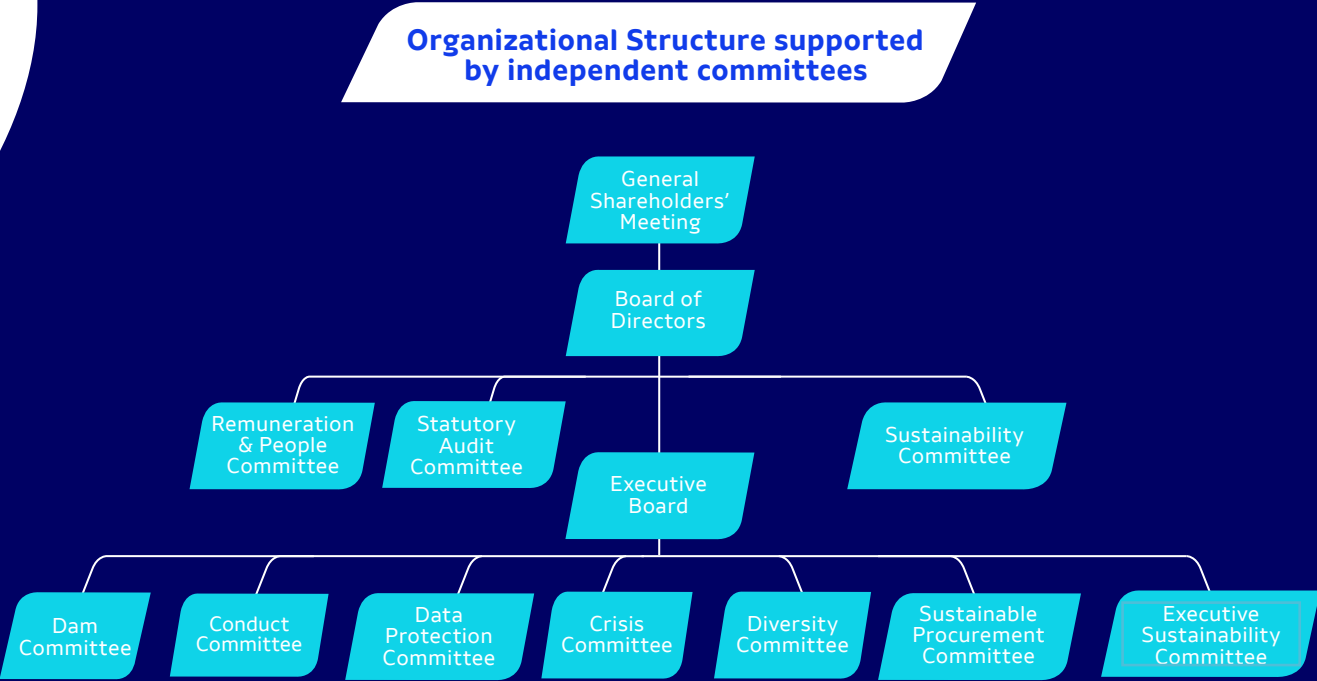 Organizational Structure supported
by independent committees
General
Shareholders’
Meeting
Board of
Directors
Remuneration
& People
Committee
Statutory
Audit
Committee
Sustainability
Committee
Executive
Board
Dam
Committee
Conduct
Committee
Data
Protection
Committee
Crisis
Committee
Diversity
Committee
Sustainable
Procurement
Committee
Executive
Sustainability
Committee